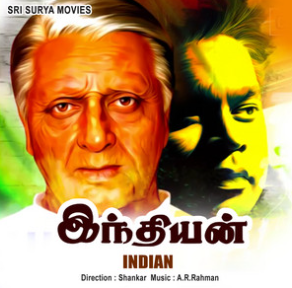 SRI SURYA MOVIES
இந்தியன்
INDIAN
Direction : Shankar Music : A.R.Rahman